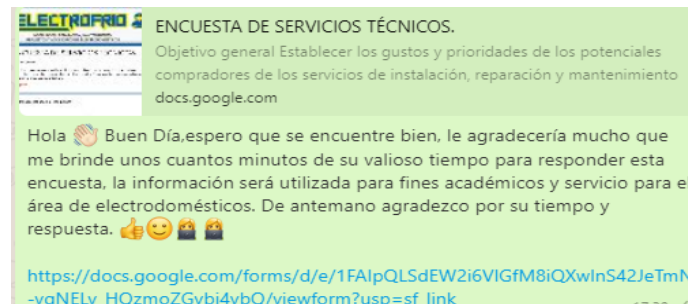 ELECTROFRIO
ENCUESTA DE SERVICIOS TÉCNICOS.
Objetivo general Establecer los gustos y prioridades de los potenciales
compradores de los servicios de instalación, reparación y mantenimiento
docs.google.com
Hola 👋🏻 Buen Día,espero que se encuentre bien, le agradecería mucho que
me brinde unos cuantos minutos de su valioso tiempo para responder esta
encuesta, la información será utilizada para fines académicos y servicio para el
área de electrodomésticos. De antemano agradezco por su tiempo y
respuesta. 👍🙂👩‍💻👩‍💻
https://docs.google.com/forms/d/e/1FAIpQLSdEW2i6VIGfM8iQXwInS42JeTmN
-vgNELv_HQzmoZGvbi4vbQ/viewform?usp=sf_link